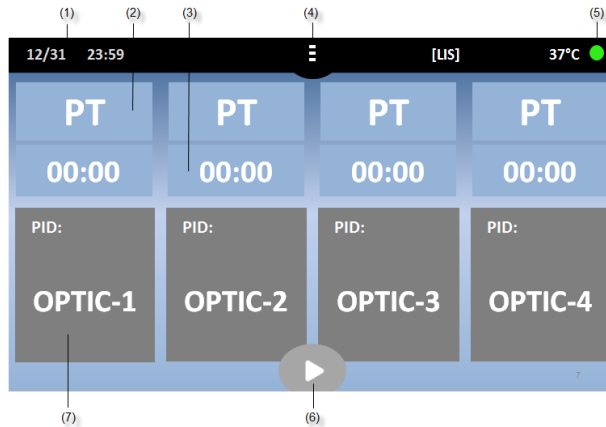 (1) (2) (3) (4) (5)
12/31 23:59 [LIS] 37°C
PT PT PT PT
00:00 00:00 00:00 00:00
PID: PID: PID: PID:
OPTIC-1 OPTIC-2 OPTIC-3 OPTIC-4
7
(7) (6)